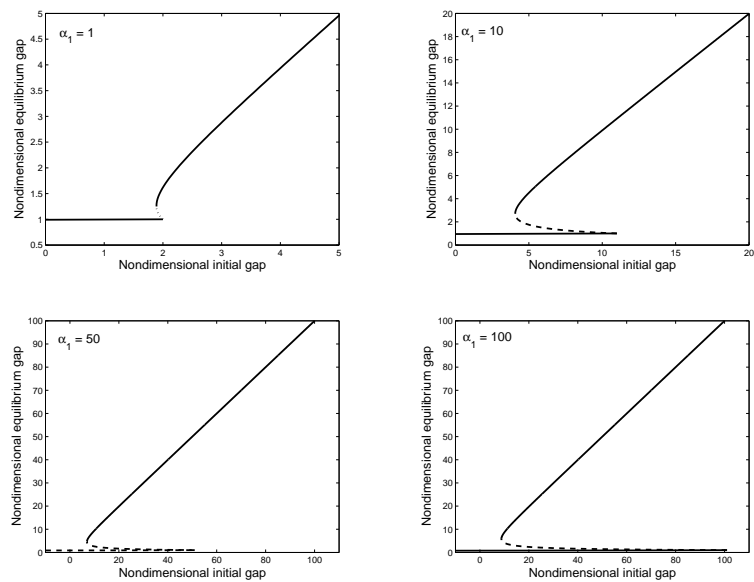 5
4.5
4
3.5
3
2.5
2
1.5
1
0.5
0 1 2 3 4 5
α1 = 1
Nondimensional equilibrium gap
Nondimensional initial gap
20
18
16
14
12
10
8
6
4
2
0
0 5 10 15 20
α1 = 10
Nondimensional equilibrium gap
Nondimensional initial gap
100
90
80
70
60
50
40
30
20
10
0
0 20 40 60 80 100
α1 = 50
Nondimensional equilibrium gap
Nondimensional initial gap
100
90
80
70
60
50
40
30
20
10
0
0 20 40 60 80 100
α1 = 100
Nondimensional equilibrium gap
Nondimensional initial gap